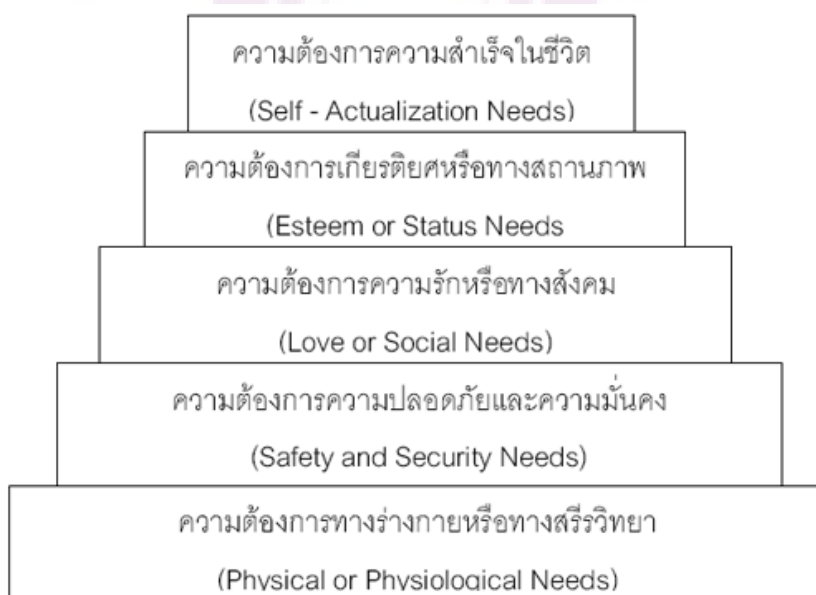 ความต้องการความสำเร็จในชีวิต
(Self - Actualization Needs)
ความต้องการเกียรติยศหรือทางสถานภาพ
(Esteem or Status Needs
ความต้องการความรักหรือทางสังคม
(Love or Social Needs)
ความต้องการความปลอดภัยและความมั่นคง
(Safety and Security Needs)
ความต้องการทางร่างกายหรือทางสรีรวิทยา
(Physical or Physiological Needs)